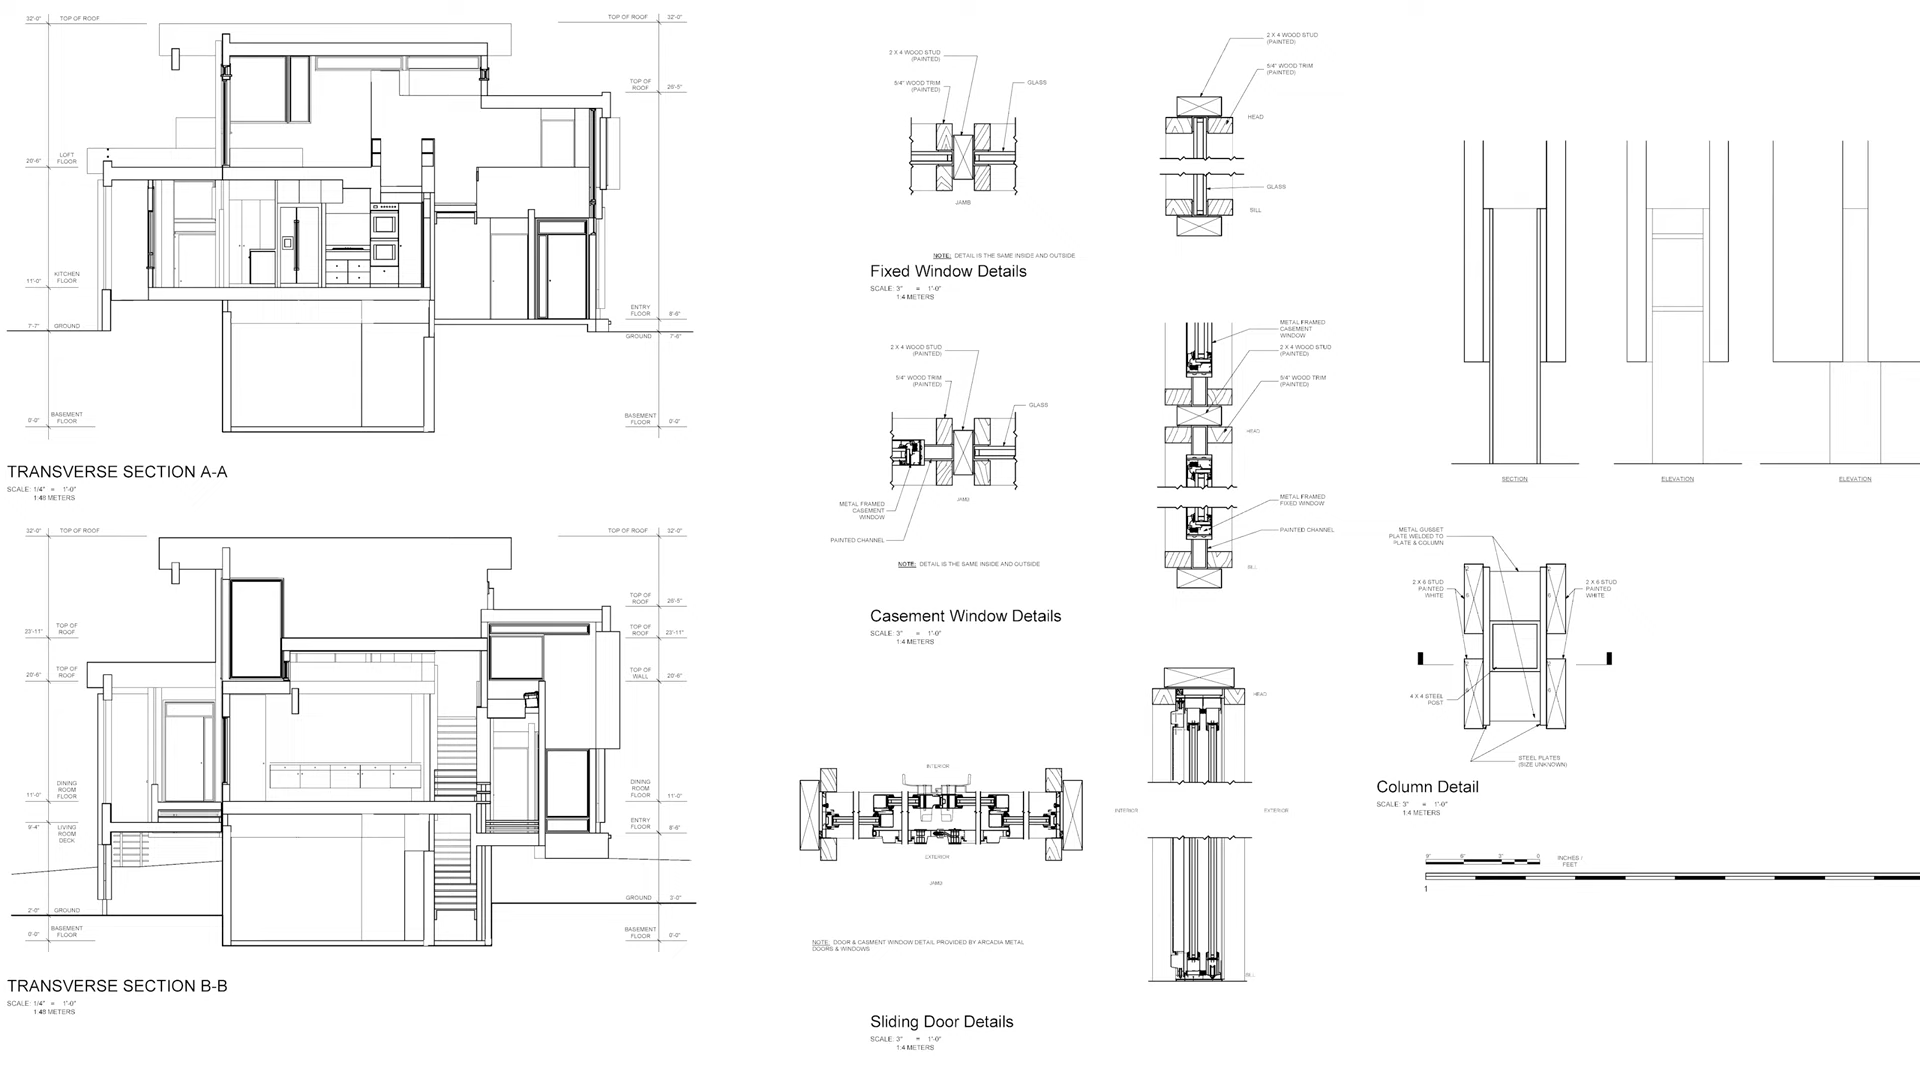 32'-0" TOP OF ROOF
TOP OF ROOF 32'-0"
TOP OF
ROOF
26'-5"
LOFT
FLOOR
20'-6"
KITCHEN
FLOOR
11'-0"
ENTRY
FLOOR
8'-6"
7'-7" GROUND
GROUND 7'-6"
BASEMENT
FLOOR
0'-0"
BASEMENT
FLOOR
0'-0"
TRANSVERSE SECTION A-A
SCALE: 1/4" = 1'-0"
1:48 METERS
32'-0" TOP OF ROOF
TOP OF ROOF 32'-0"
TOP OF
ROOF
26'-5"
TOP OF
ROOF
23'-11"
TOP OF
ROOF
23'-11"
TOP OF
ROOF
20'-6"
TOP OF
WALL
20'-6"
DINING
ROOM
FLOOR
11'-0"
DINING
ROOM
FLOOR
11'-0"
LIVING
ROOM
DECK
9'-4"
ENTRY
FLOOR
8'-6"
GROUND 3'-0"
2'-0" GROUND
BASEMENT
FLOOR
0'-0"
BASEMENT
FLOOR
0'-0"
TRANSVERSE SECTION B-B
SCALE: 1/4" = 1'-0"
1:48 METERS
2 X 4 WOOD STUD
(PAINTED)
5/4" WOOD TRIM
(PAINTED)
GLASS
JAMB
2 X 4 WOOD STUD
(PAINTED)
5/4" WOOD TRIM
(PAINTED)
HEAD
GLASS
SILL
NOTE: DETAIL IS THE SAME INSIDE AND OUTSIDE
Fixed Window Details
SCALE: 3" = 1'-0"
1:4 METERS
2 X 4 WOOD STUD
(PAINTED)
5/4" WOOD TRIM
(PAINTED)
GLASS
JAMB
METAL FRAMED
CASEMENT
WINDOW
PAINTED CHANNEL
METAL FRAMED
CASEMENT
WINDOW
2 X 4 WOOD STUD
(PAINTED)
5/4" WOOD TRIM
(PAINTED)
HEAD
METAL FRAMED
FIXED WINDOW
PAINTED CHANNEL
SILL
NOTE: DETAIL IS THE SAME INSIDE AND OUTSIDE
Casement Window Details
SCALE: 3" = 1'-0"
1:4 METERS
INTERIOR
EXTERIOR
JAMB
HEAD
INTERIOR
EXTERIOR
SILL
NOTE: DOOR & CASMENT WINDOW DETAIL PROVIDED BY ARCADIA METAL
DOORS & WINDOWS
Sliding Door Details
SCALE: 3" = 1'-0"
1:4 METERS
SECTION
ELEVATION
ELEVATION
METAL GUSSET
PLATE WELDED TO
PLATE & COLUMN
2 X 6 STUD
PAINTED
WHITE
2 X 6 STUD
PAINTED
WHITE
4 X 4 STEEL
POST
STEEL PLATES
(SIZE UNKNOWN)
Column Detail
SCALE: 3" = 1'-0"
1:4 METERS
9" 6" 3" 0
INCHES /
FEET
1